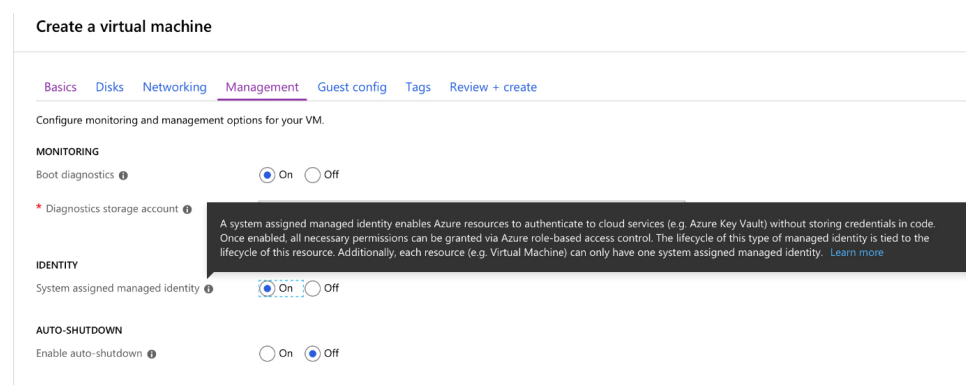 Create a virtual machine
Basics Disks Networking Management Guest config Tags Review + create
Configure monitoring and management options for your VM.
MONITORING
Boot diagnostics On Off
* Diagnostics storage account
A system assigned managed identity enables Azure resources to authenticate to cloud services (e.g. Azure Key Vault) without storing credentials in code.
Once enabled, all necessary permissions can be granted via Azure role-based access control. The lifecycle of this type of managed identity is tied to the
lifecycle of this resource. Additionally, each resource (e.g. Virtual Machine) can only have one system assigned managed identity. Learn more
IDENTITY
System assigned managed identity On Off
AUTO-SHUTDOWN
Enable auto-shutdown On Off